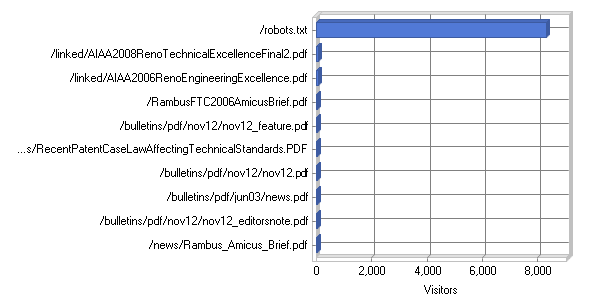 /robots.txt
/linked/AIAA2008RenoTechnicalExcellenceFinal2.pdf
/linked/AIAA2006RenoEngineeringExcellence.pdf
/RambusFTC2006AmicusBrief.pdf
/bulletins/pdf/nov12/nov12_feature.pdf
...s/RecentPatentCaseLawAffectingTechnicalStandards.PDF
/bulletins/pdf/nov12/nov12.pdf
/bulletins/pdf/jun03/news.pdf
/bulletins/pdf/nov12/nov12_editorsnote.pdf
/news/Rambus_Amicus_Brief.pdf
0 2,000 4,000 6,000 8,000
Visitors